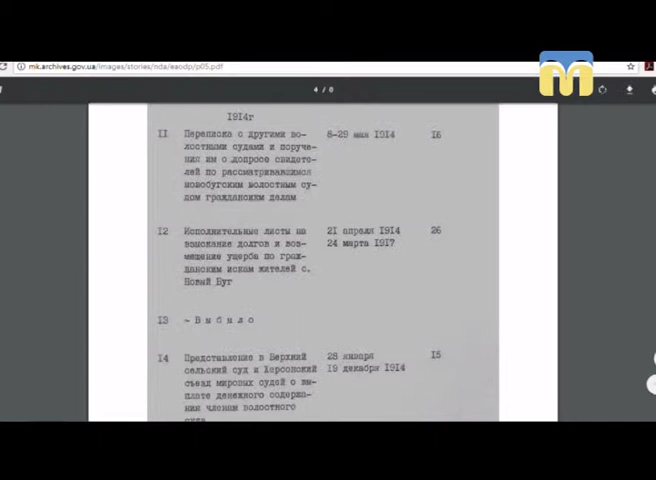 mk.archives.gov.ua/images/stories/nda/eaodp/p05.pdf
4 / 8
1914г
11 Переписка с другими во- 8-29 мая 1914 16
лостными судами и поруче-
ния им о допросе свидете-
лей по рассматривавшимся
новобугским волостным су-
дом гражданским делам
12 Исполнительные листы на 21 апреля 1914 26
взыскание долгов и воз- 24 марта 1917
мещение ущерба по граж-
данским искам жителей с.
Новый Буг
13 - В ы б ы л о
14 Представление в Верхний 28 января 15
сельский суд и Херсонский 19 декабря 1914
съезд мировых судей о вы-
плате денежного содержа-
ния членам волостного
суда